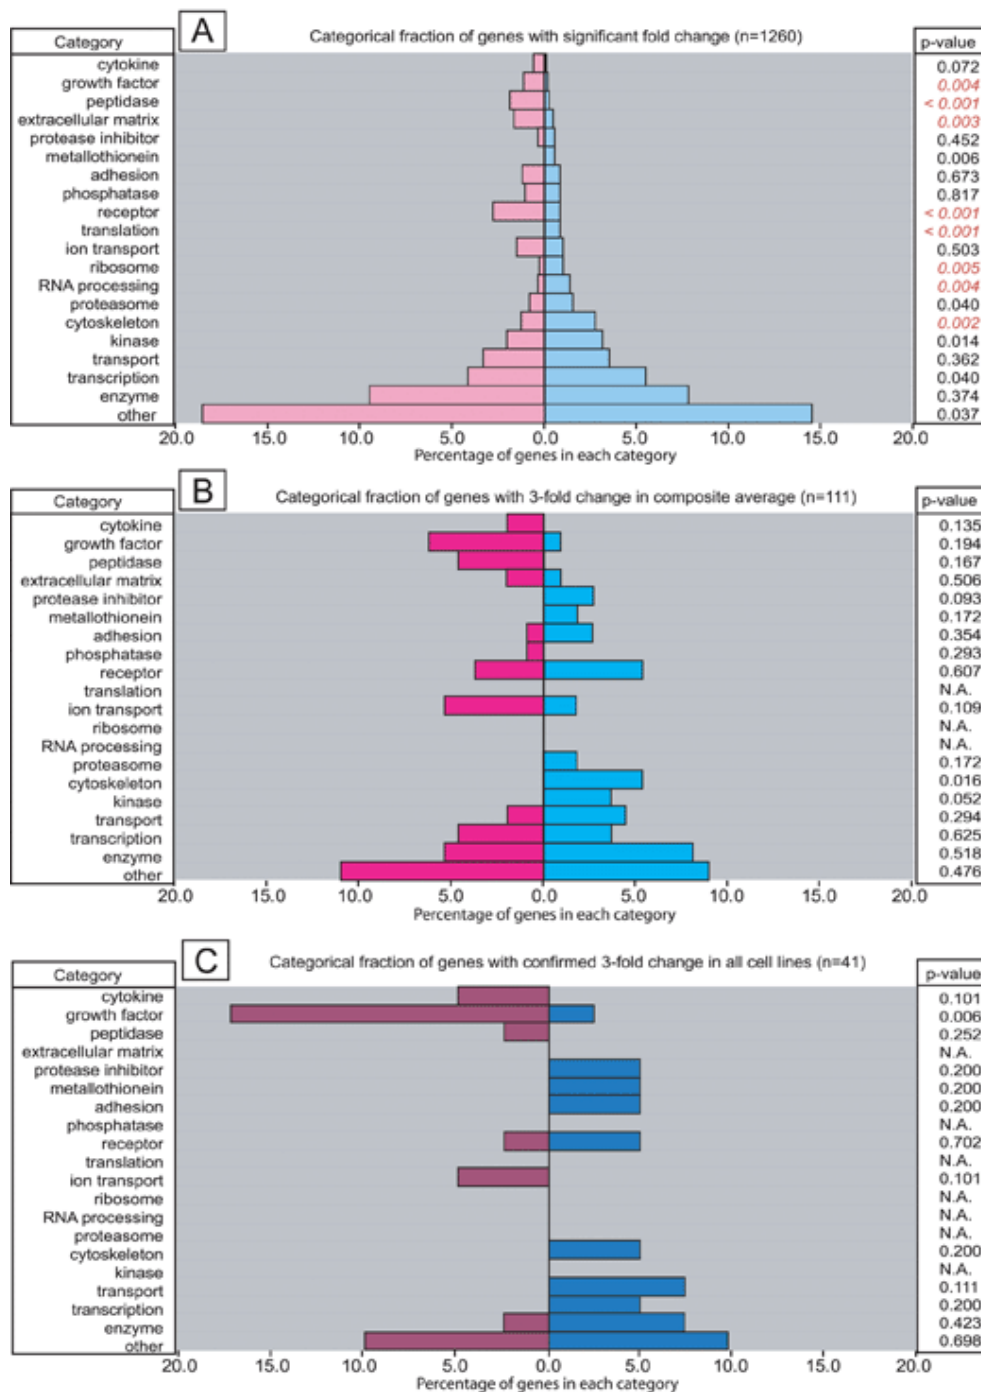 A
Category Categorical fraction of genes with significant fold change (n=1260) p-value
cytokine 0.072
growth factor 0.004
peptidase < 0.001
extracellular matrix 0.003
protease inhibitor 0.452
metallothionein 0.006
adhesion 0.673
phosphatase 0.817
receptor < 0.001
translation < 0.001
ion transport 0.503
ribosome 0.005
RNA processing 0.004
proteasome 0.040
cytoskeleton 0.002
kinase 0.014
transport 0.362
transcription 0.040
enzyme 0.374
other 0.037
20.0 15.0 10.0 5.0 0.0 5.0 10.0 15.0 20.0
Percentage of genes in each category
B
Category Categorical fraction of genes with 3-fold change in composite average (n=111) p-value
cytokine 0.135
growth factor 0.194
peptidase 0.167
extracellular matrix 0.506
protease inhibitor 0.093
metallothionein 0.172
adhesion 0.354
phosphatase 0.293
receptor 0.607
translation N.A.
ion transport 0.109
ribosome N.A.
RNA processing N.A.
proteasome 0.172
cytoskeleton 0.016
kinase 0.052
transport 0.294
transcription 0.625
enzyme 0.518
other 0.476
20.0 15.0 10.0 5.0 0.0 5.0 10.0 15.0 20.0
Percentage of genes in each category
C
Category Categorical fraction of genes with confirmed 3-fold change in all cell lines (n=41) p-value
cytokine 0.101
growth factor 0.006
peptidase 0.252
extracellular matrix N.A.
protease inhibitor 0.200
metallothionein 0.200
adhesion 0.200
phosphatase N.A.
receptor 0.702
translation N.A.
ion transport 0.101
ribosome N.A.
RNA processing N.A.
proteasome N.A.
cytoskeleton 0.200
kinase N.A.
transport 0.111
transcription 0.200
enzyme 0.423
other 0.698
20.0 15.0 10.0 5.0 0.0 5.0 10.0 15.0 20.0
Percentage of genes in each category